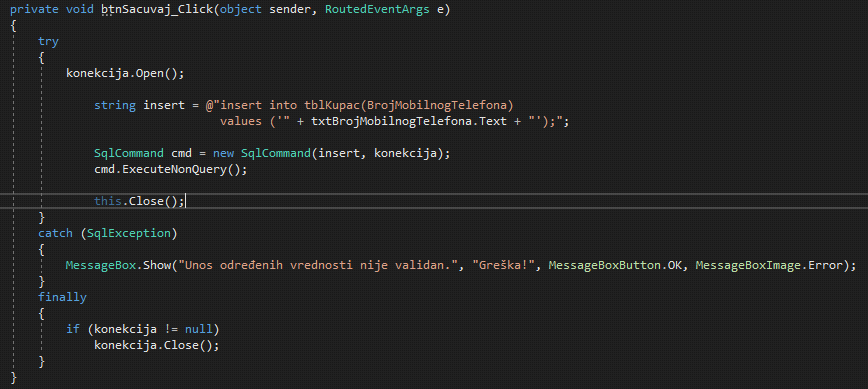 private void btnSacuvaj_Click(object sender, RoutedEventArgs e)
{
try
{
konekcija.Open();
string insert = @"insert into tblKupac(BrojMobilnogTelefona)
values ('" + txtBrojMobilnogTelefona.Text + "');";
SqlCommand cmd = new SqlCommand(insert, konekcija);
cmd.ExecuteNonQuery();
this.Close();
}
catch (SqlException)
{
MessageBox.Show("Unos određenih vrednosti nije validan.", "Greška!", MessageBoxButton.OK, MessageBoxImage.Error);
}
finally
{
if (konekcija != null)
konekcija.Close();
}
}